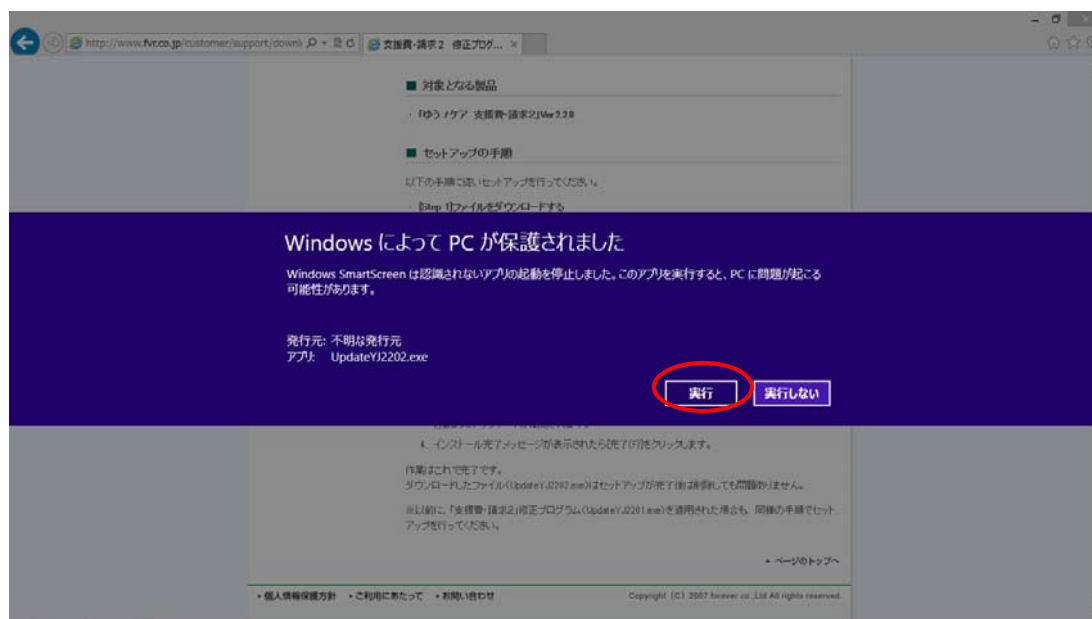 http://www.fvr.co.jp/customer/support/downl
支援費・請求2 修正プログ...
■ 対象となる製品
・「ゆう/ケア 支援費・請求2」Ver2.2.0
■ セットアップの手順
以下の手順に従いセットアップを行ってください。
・ [Step 1]ファイルをダウンロードする
Windows によって PC が保護されました
Windows SmartScreen は認識されないアプリの起動を停止しました。このアプリを実行すると、PC に問題が起こる
可能性があります。
発行元: 不明な発行元
アプリ: UpdateYJ2202.exe
実行
実行しない
4. インストール完了メッセージが表示されたら[完了(F)]をクリックします。
作業はこれで完了です。
ダウンロードしたファイル(UpdateYJ2202.exe)はセットアップが完了後は削除しても問題ありません。
※以前に、「支援費・請求2」修正プログラム(UpdateYJ2201.exe)を適用された場合も、同様の手順でセット
アップを行ってください。
ページのトップへ
・個人情報保護方針 ・ご利用にあたって ・お問い合わせ
Copyright (C) 2007 forever co.,Ltd All rights reserved.